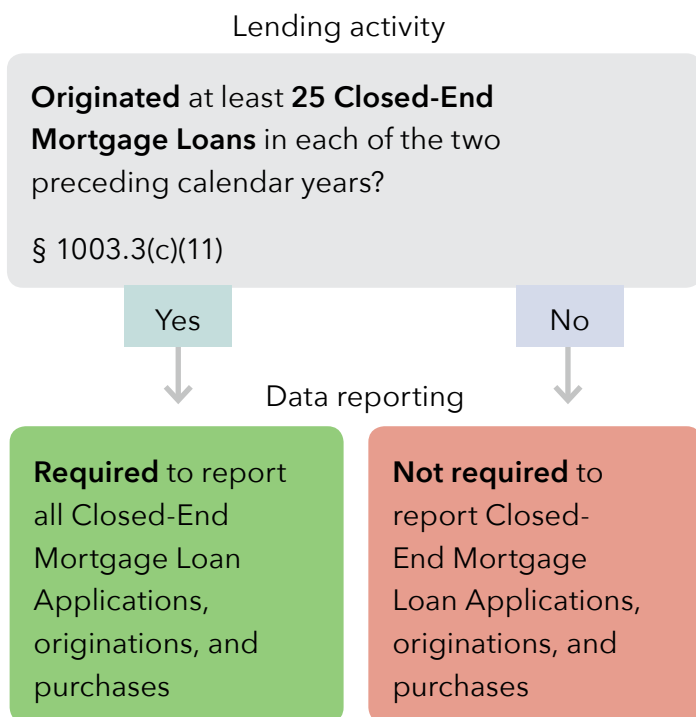 Lending activity
Originated at least 25 Closed-End
Mortgage Loans in each of the two
preceding calendar years?
§ 1003.3(c)(11)
Yes
No
Data reporting
Required to report
all Closed-End
Mortgage Loan
Applications,
originations, and
purchases
Not required to
report Closed-
End Mortgage
Loan Applications,
originations, and
purchases